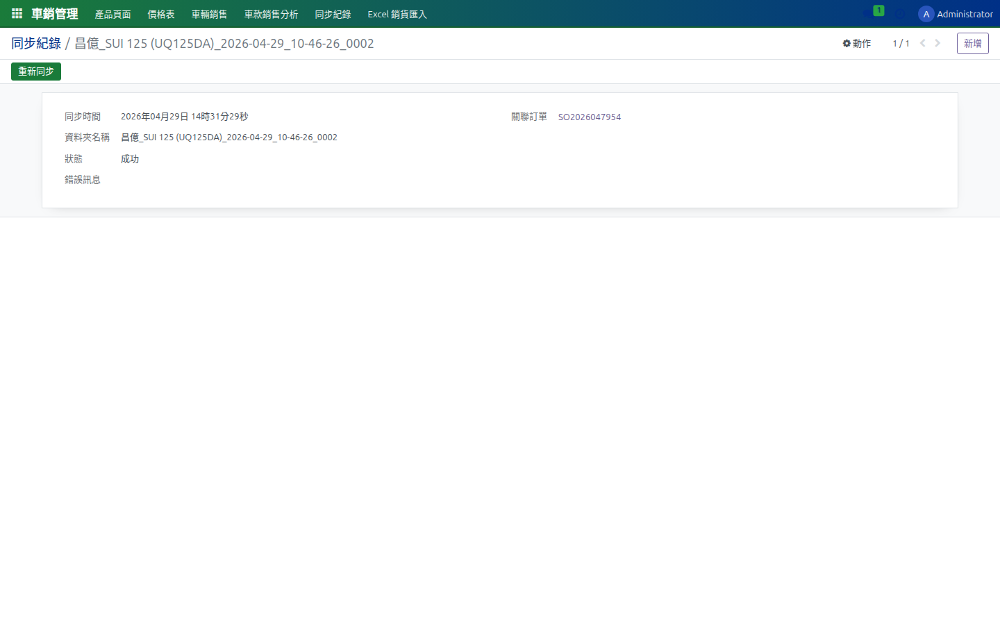 車銷管理 產品頁面 價格表 車輛銷售 車款銷售分析 同步紀錄 Excel 銷貨匯入 1 A Administrator
同步紀錄 / 昌億_SUI 125 (UQ125DA)_2026-04-29_10-46-26_0002 動作 1 / 1 新增
重新同步
同步時間 2026年04月29日 14時31分29秒 關聯訂單 SO2026047954
資料夾名稱 昌億_SUI 125 (UQ125DA)_2026-04-29_10-46-26_0002
狀態 成功
錯誤訊息